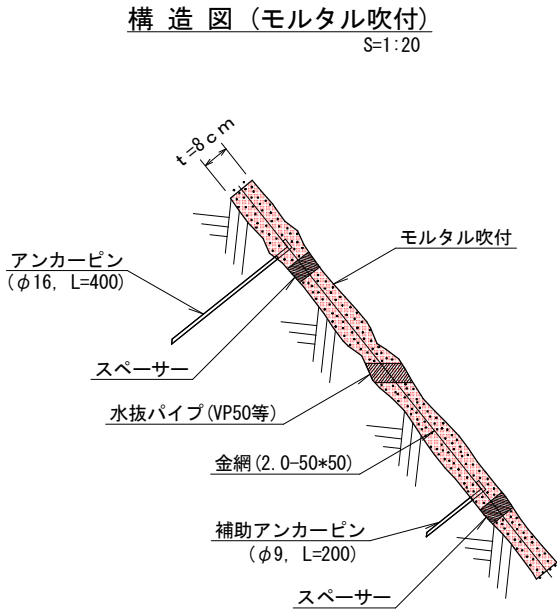 構造図(モルタル吹付)
S=1:20
t=8cm
モルタル吹付
アンカーピン
(φ16, L=400)
スペーサー
水抜パイプ(VP50等)
金網(2.0-50*50)
補助アンカーピン
(φ9, L=200)
スペーサー